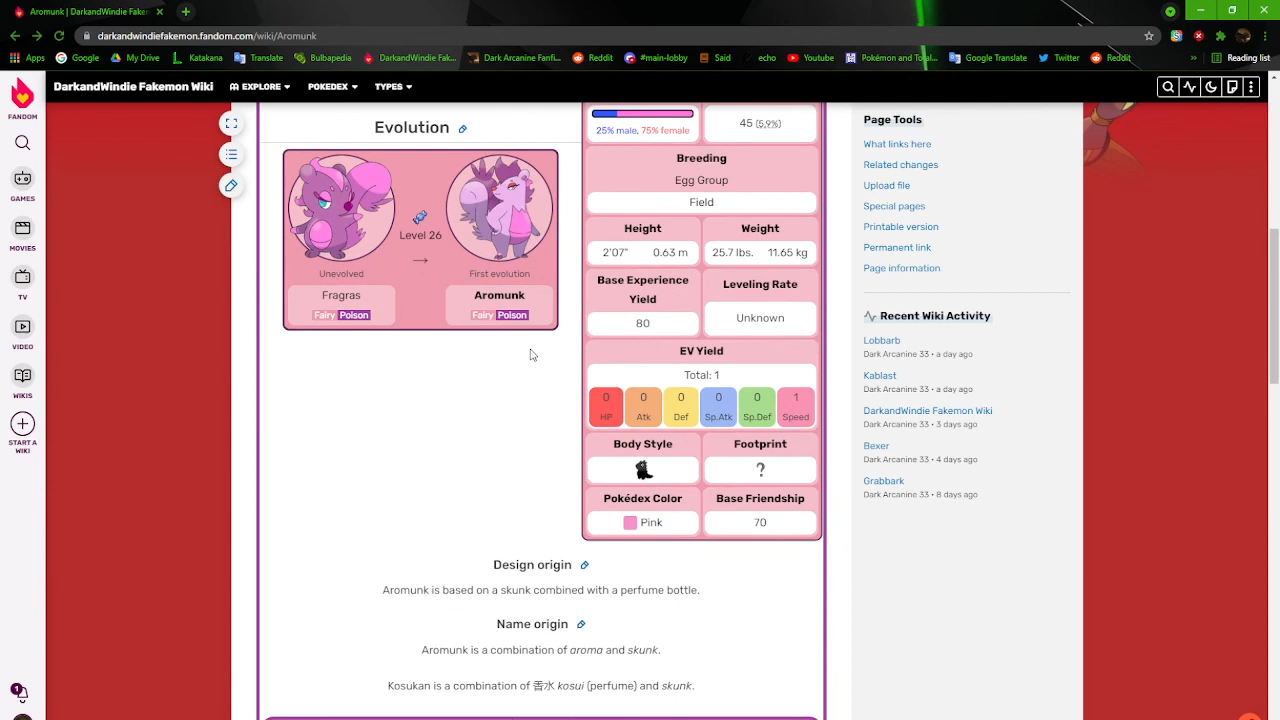 Aromunk | DarkandWindie Fakem
darkandwindiefakemon.fandom.com/wiki/Aromunk
Apps Google My Drive Katakana Translate Bulbapedia DarkandWindie Fak... Dark Arcanine Fanfi... Reddit #main-lobby Said echo Youtube Pokémon and Total... Google Translate Twitter Reddit » Reading list
FANDOM
GAMES
MOVIES
TV
VIDEO
WIKIS
START A
WIKI
1
DarkandWindie Fakemon Wiki EXPLORE POKEDEX TYPES
Evolution
Level 26
→
Unevolved First evolution
Fragras Aromunk
Fairy Poison Fairy Poison
25% male, 75% female 45 (5.9%)
Breeding
Egg Group
Field
Height Weight
2'07" 0.63 m 25.7 lbs. 11.65 kg
Base Experience
Yield
Leveling Rate
80 Unknown
EV Yield
Total: 1
0 0 0 0 0 1
HP Atk Def Sp.Atk Sp.Def Speed
Body Style Footprint
?
Pokédex Color Base Friendship
Pink 70
Design origin
Aromunk is based on a skunk combined with a perfume bottle.
Name origin
Aromunk is a combination of aroma and skunk.
Kosukan is a combination of 香水 kosui (perfume) and skunk.
Page Tools
What links here
Related changes
Upload file
Special pages
Printable version
Permanent link
Page information
Recent Wiki Activity
Lobbarb
Dark Arcanine 33 • a day ago
Kablast
Dark Arcanine 33 • a day ago
DarkandWindie Fakemon Wiki
Dark Arcanine 33 • 3 days ago
Bexer
Dark Arcanine 33 • 4 days ago
Grabbark
Dark Arcanine 33 • 8 days ago